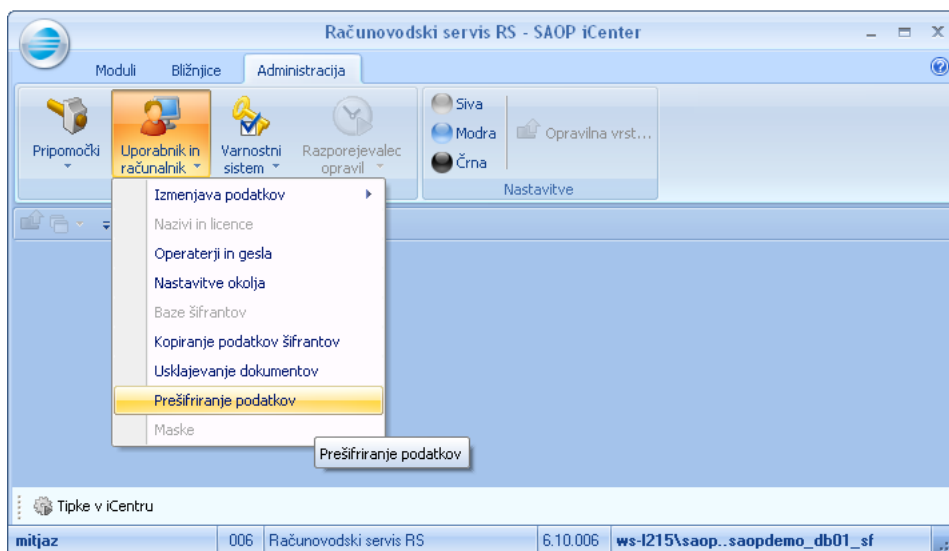 Računovodski servis RS - SAOP iCenter
Moduli Bližnjice Administracija
Pripomočki
Uporabnik in računalnik
Varnostni sistem
Razporejevalec opravil
Siva
Modra
Črna
Opravilna vrst...
Nastavitve
Izmenjava podatkov
Nazivi in licence
Operaterji in gesla
Nastavitve okolja
Baze šifrantov
Kopiranje podatkov šifrantov
Usklajevanje dokumentov
Prešifriranje podatkov
Maske
Prešifriranje podatkov
Tipke v iCentru
mitjaz 006 Računovodski servis RS 6.10.006 ws-l215\saop..saopdemo_db01_sf